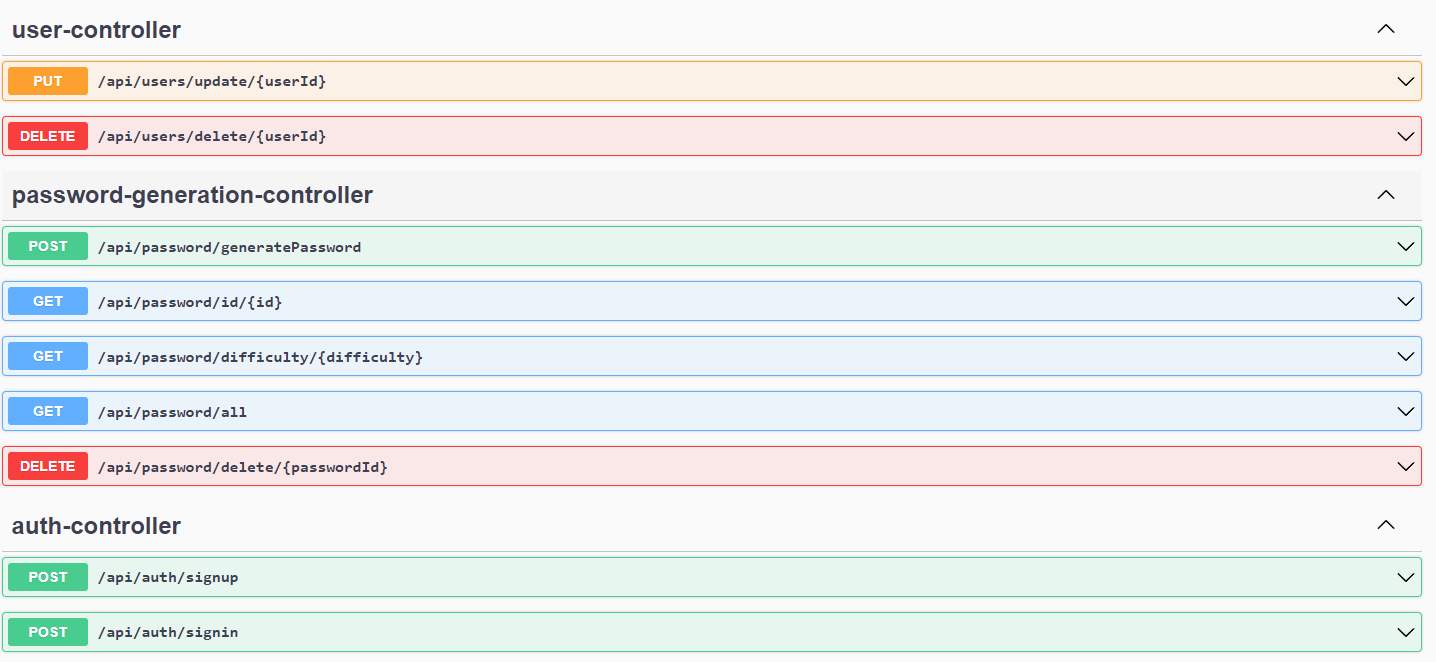 user-controller
PUT /api/users/update/{userId}
DELETE /api/users/delete/{userId}
password-generation-controller
POST /api/password/generatePassword
GET /api/password/id/{id}
GET /api/password/difficulty/{difficulty}
GET /api/password/all
DELETE /api/password/delete/{passwordId}
auth-controller
POST /api/auth/signup
POST /api/auth/signin